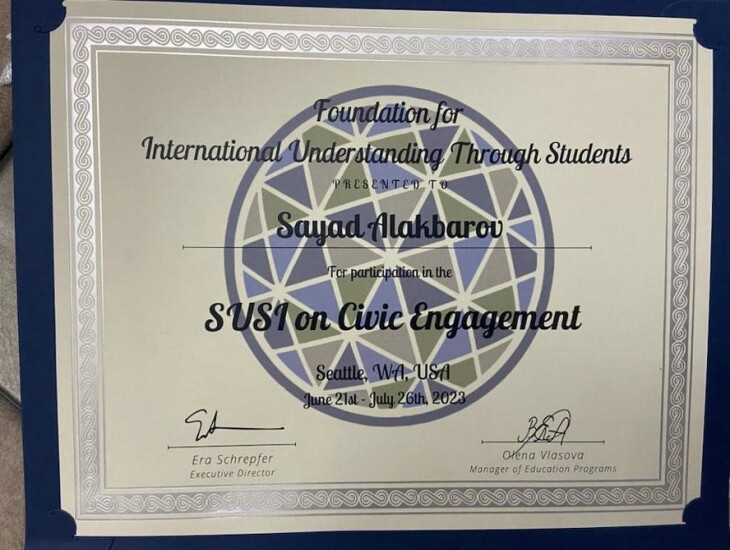 Foundation for
International Understanding Through Students
PRESENTED TO
Sayad Alakbarov
For participation in the
SUSI on Civic Engagement
Seattle, WA, USA
June 21st - July 26th, 2023
Era Schrepfer
Executive Director
Olena Vlasova
Manager of Education Programs